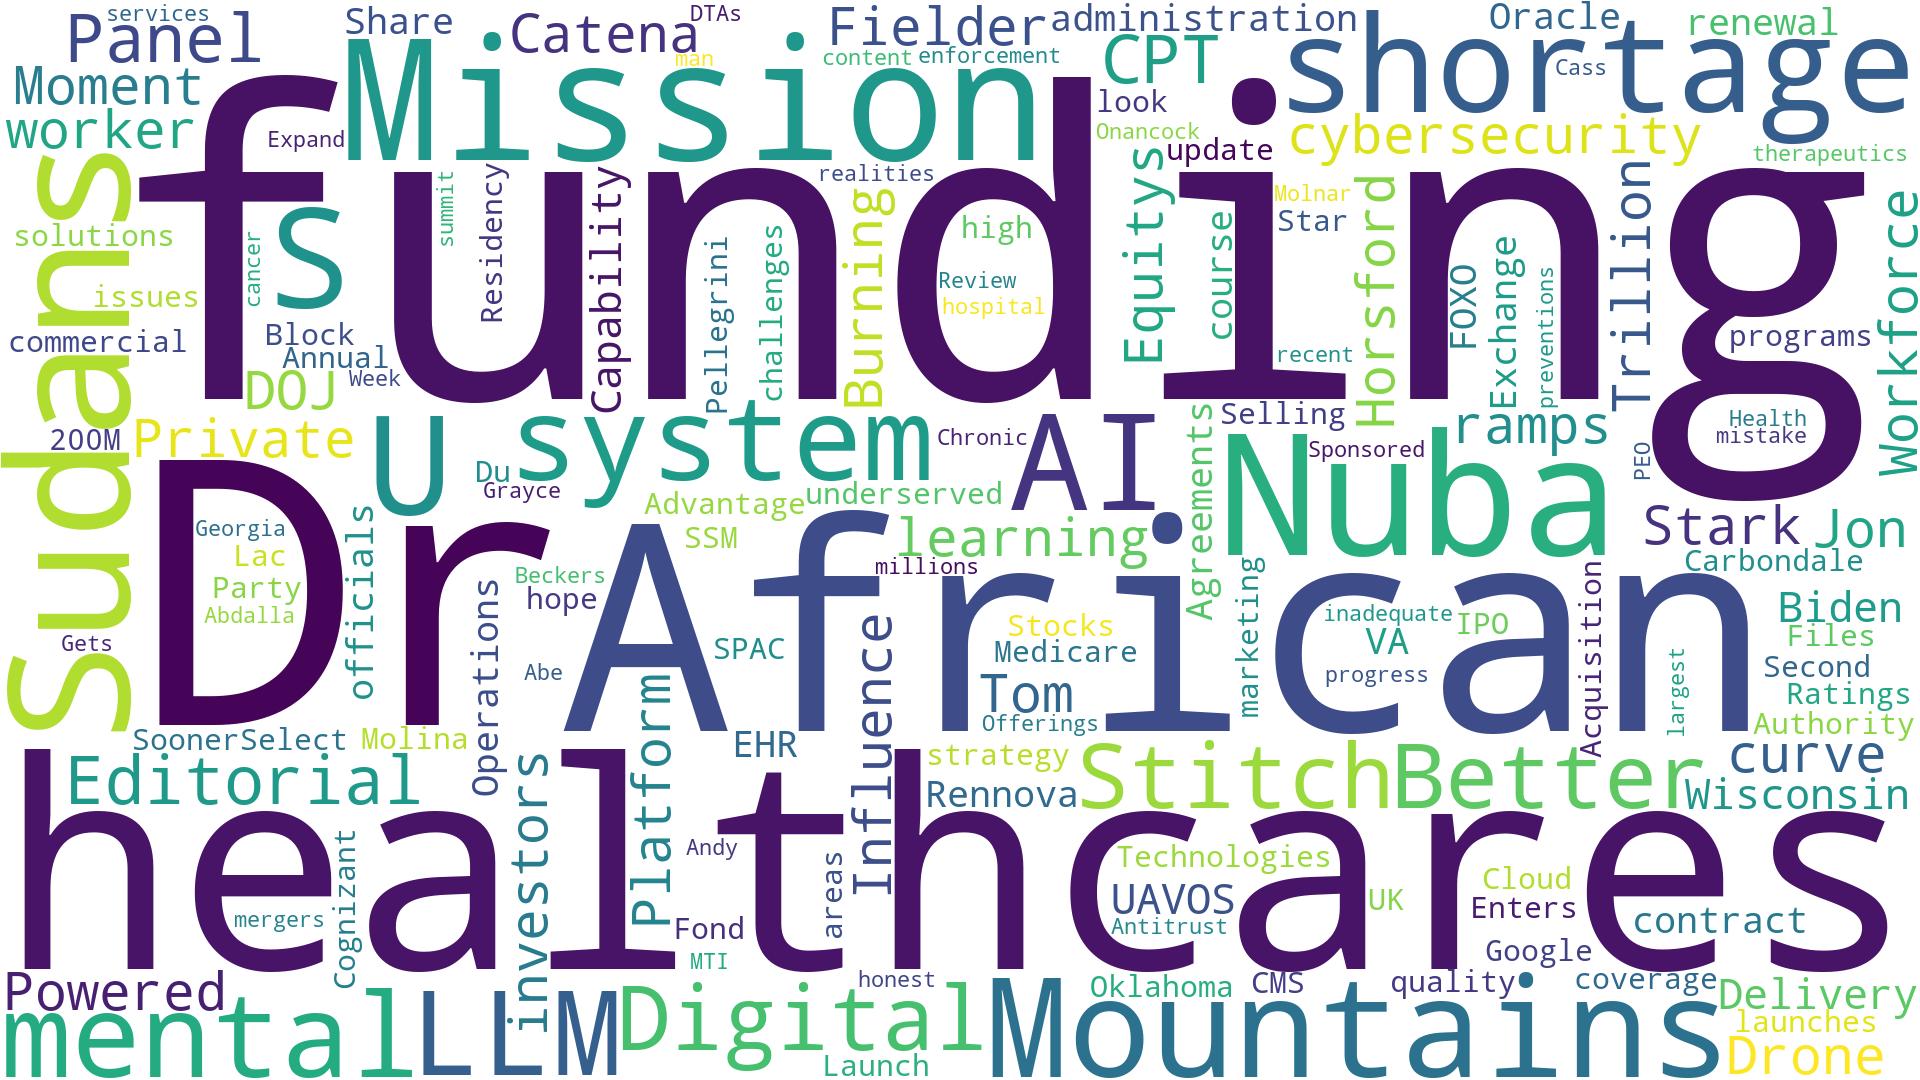 services
DTAs
Panel
Share
Catena
Fielder
administration
Oracle
renewal
man
content
enforcement
CPT
shortage
Moment
Mission
Cass
worker
Expand
look
Onancock
update
cybersecurity
therapeutics
funding
Sudans
S
summit
Residency
Capability
realities
Burning
Equitys
Molnar
Star
Horsford
Trillion
Workforce
solutions
cancer
Pellegrini
challenges
high
course
FOXO
Exchange
preventions
issues
Review
hospital
commercial
Block
Annual
Week
recent
programs
DOJ
200M
Private
U
system
Du
Grayce
Chronic
AI
Agreements
Selling
Sponsored
ramps
PEO
Health
mistake
Nuba
Advantage
underserved
Stark
Jon
Georgia
officials
SSM
learning
Lac
Dr
African
millions
Carbondale
Party
Abdalla
Operations
Beckers
hope
Influence
marketing
Acquisition
Stocks
inadequate
IPO
Biden
Gets
SPAC
Medicare
VA
Files
Abe
Platform
Tom
progress
largest
Second
Ratings
Offerings
Authority
SoonerSelect
Molina
EHR
strategy
Stitch
Better
curve
Editorial
investors
Rennova
Wisconsin
healthcares
cognizant
Andy
areas
Technologies
UAVOS
UK
Cloud
Enters
mergers
Fond
Antitrust
contract
MTI
Google
Powered
honest
Oklahoma
CMS
quality
coverage
Delivery
mental
LLM
Digital
Mountains
launches
Launch
Drone